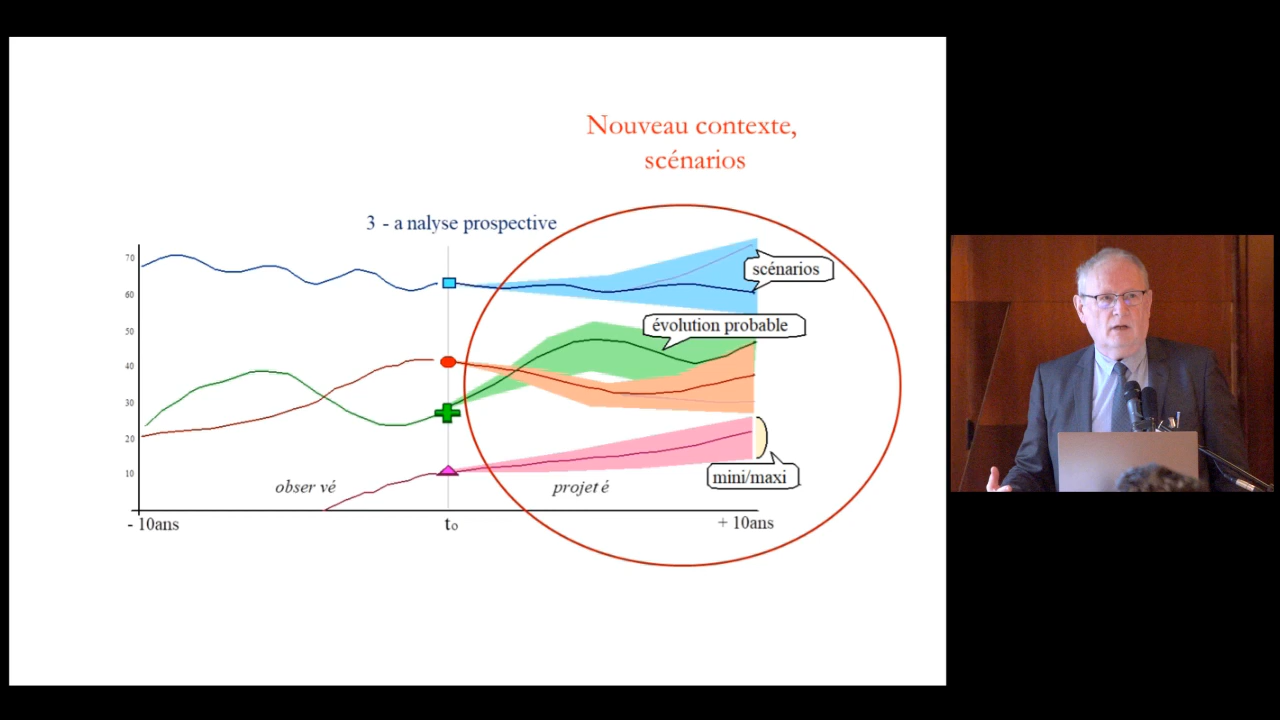 Nouveau contexte,
scénarios
3 - a nalyse prospective
70
60
50
40
30
20
10
scénarios
évolution probable
mini/maxi
obser vé
projet é
- 10ans
to
+ 10ans